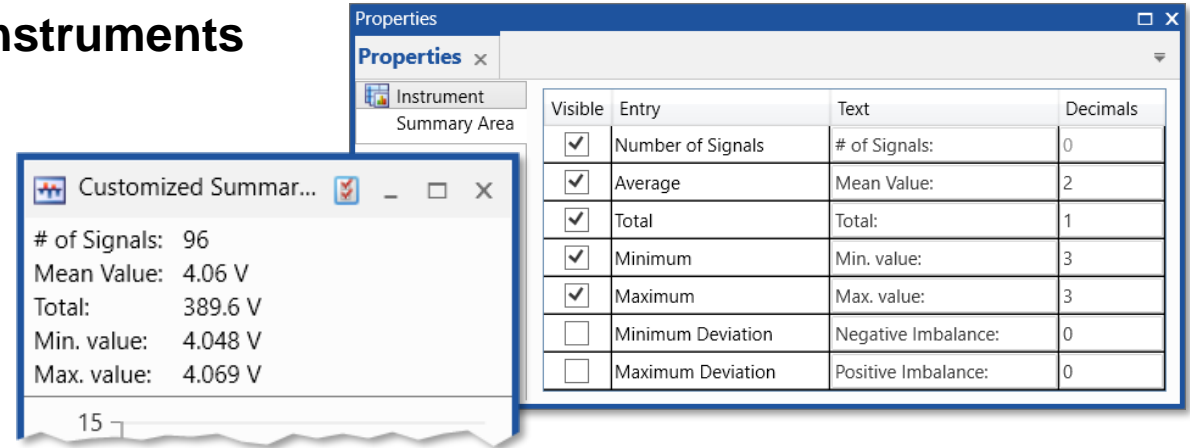 nstruments
Properties
Properties
Instrument
Summary Area
Visible Entry Text Decimals
Number of Signals # of Signals: 0
Average Mean Value: 2
Total Total: 1
Minimum Min. value: 3
Maximum Max. value: 3
Minimum Deviation Negative Imbalance: 0
Maximum Deviation Positive Imbalance: 0
Customized Summar...
# of Signals: 96
Mean Value: 4.06 V
Total: 389.6 V
Min. value: 4.048 V
Max. value: 4.069 V
15